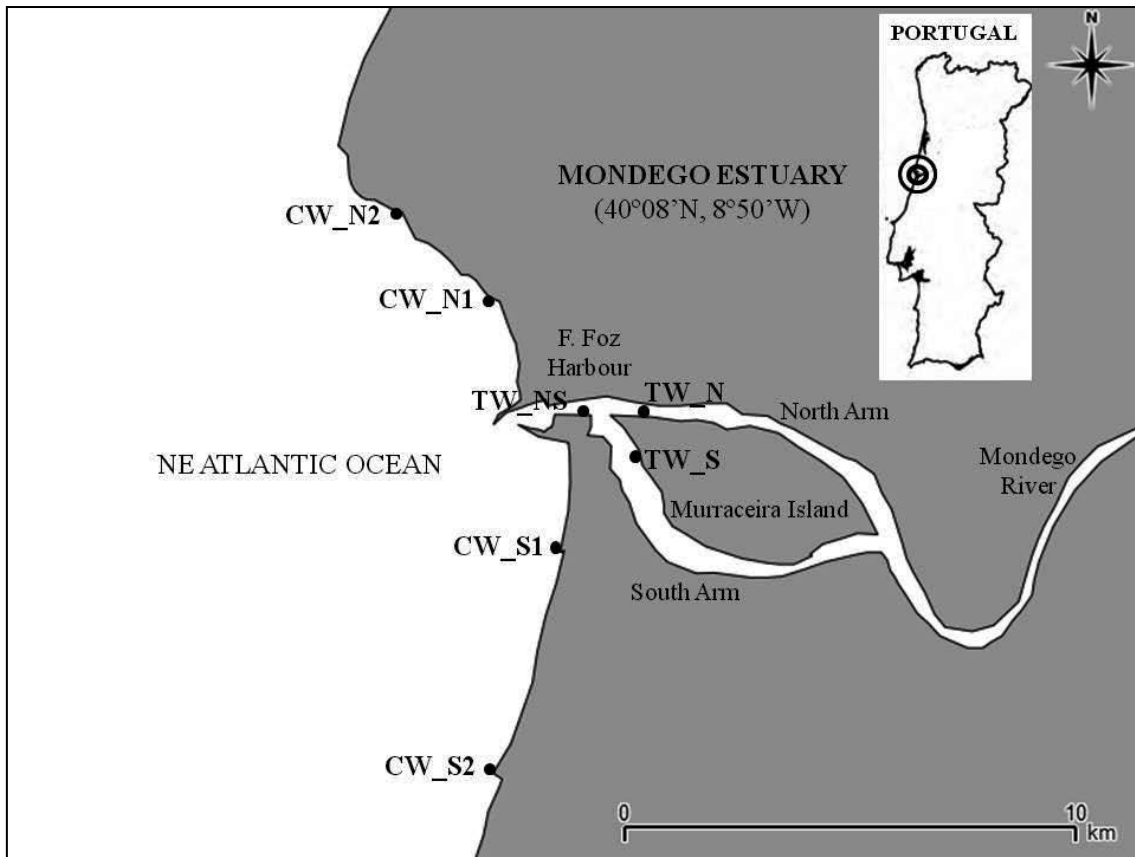 PORTUGAL
N
MONDEGO ESTUARY
(40°08’N, 8°50’W)
CW_N2
CW_N1
F. Foz
Harbour
TW_NS
TW_N
North Arm
NE ATLANTIC OCEAN
TW_S
Mondego
River
Murraceira Island
CW_S1
South Arm
CW_S2
0
10
km